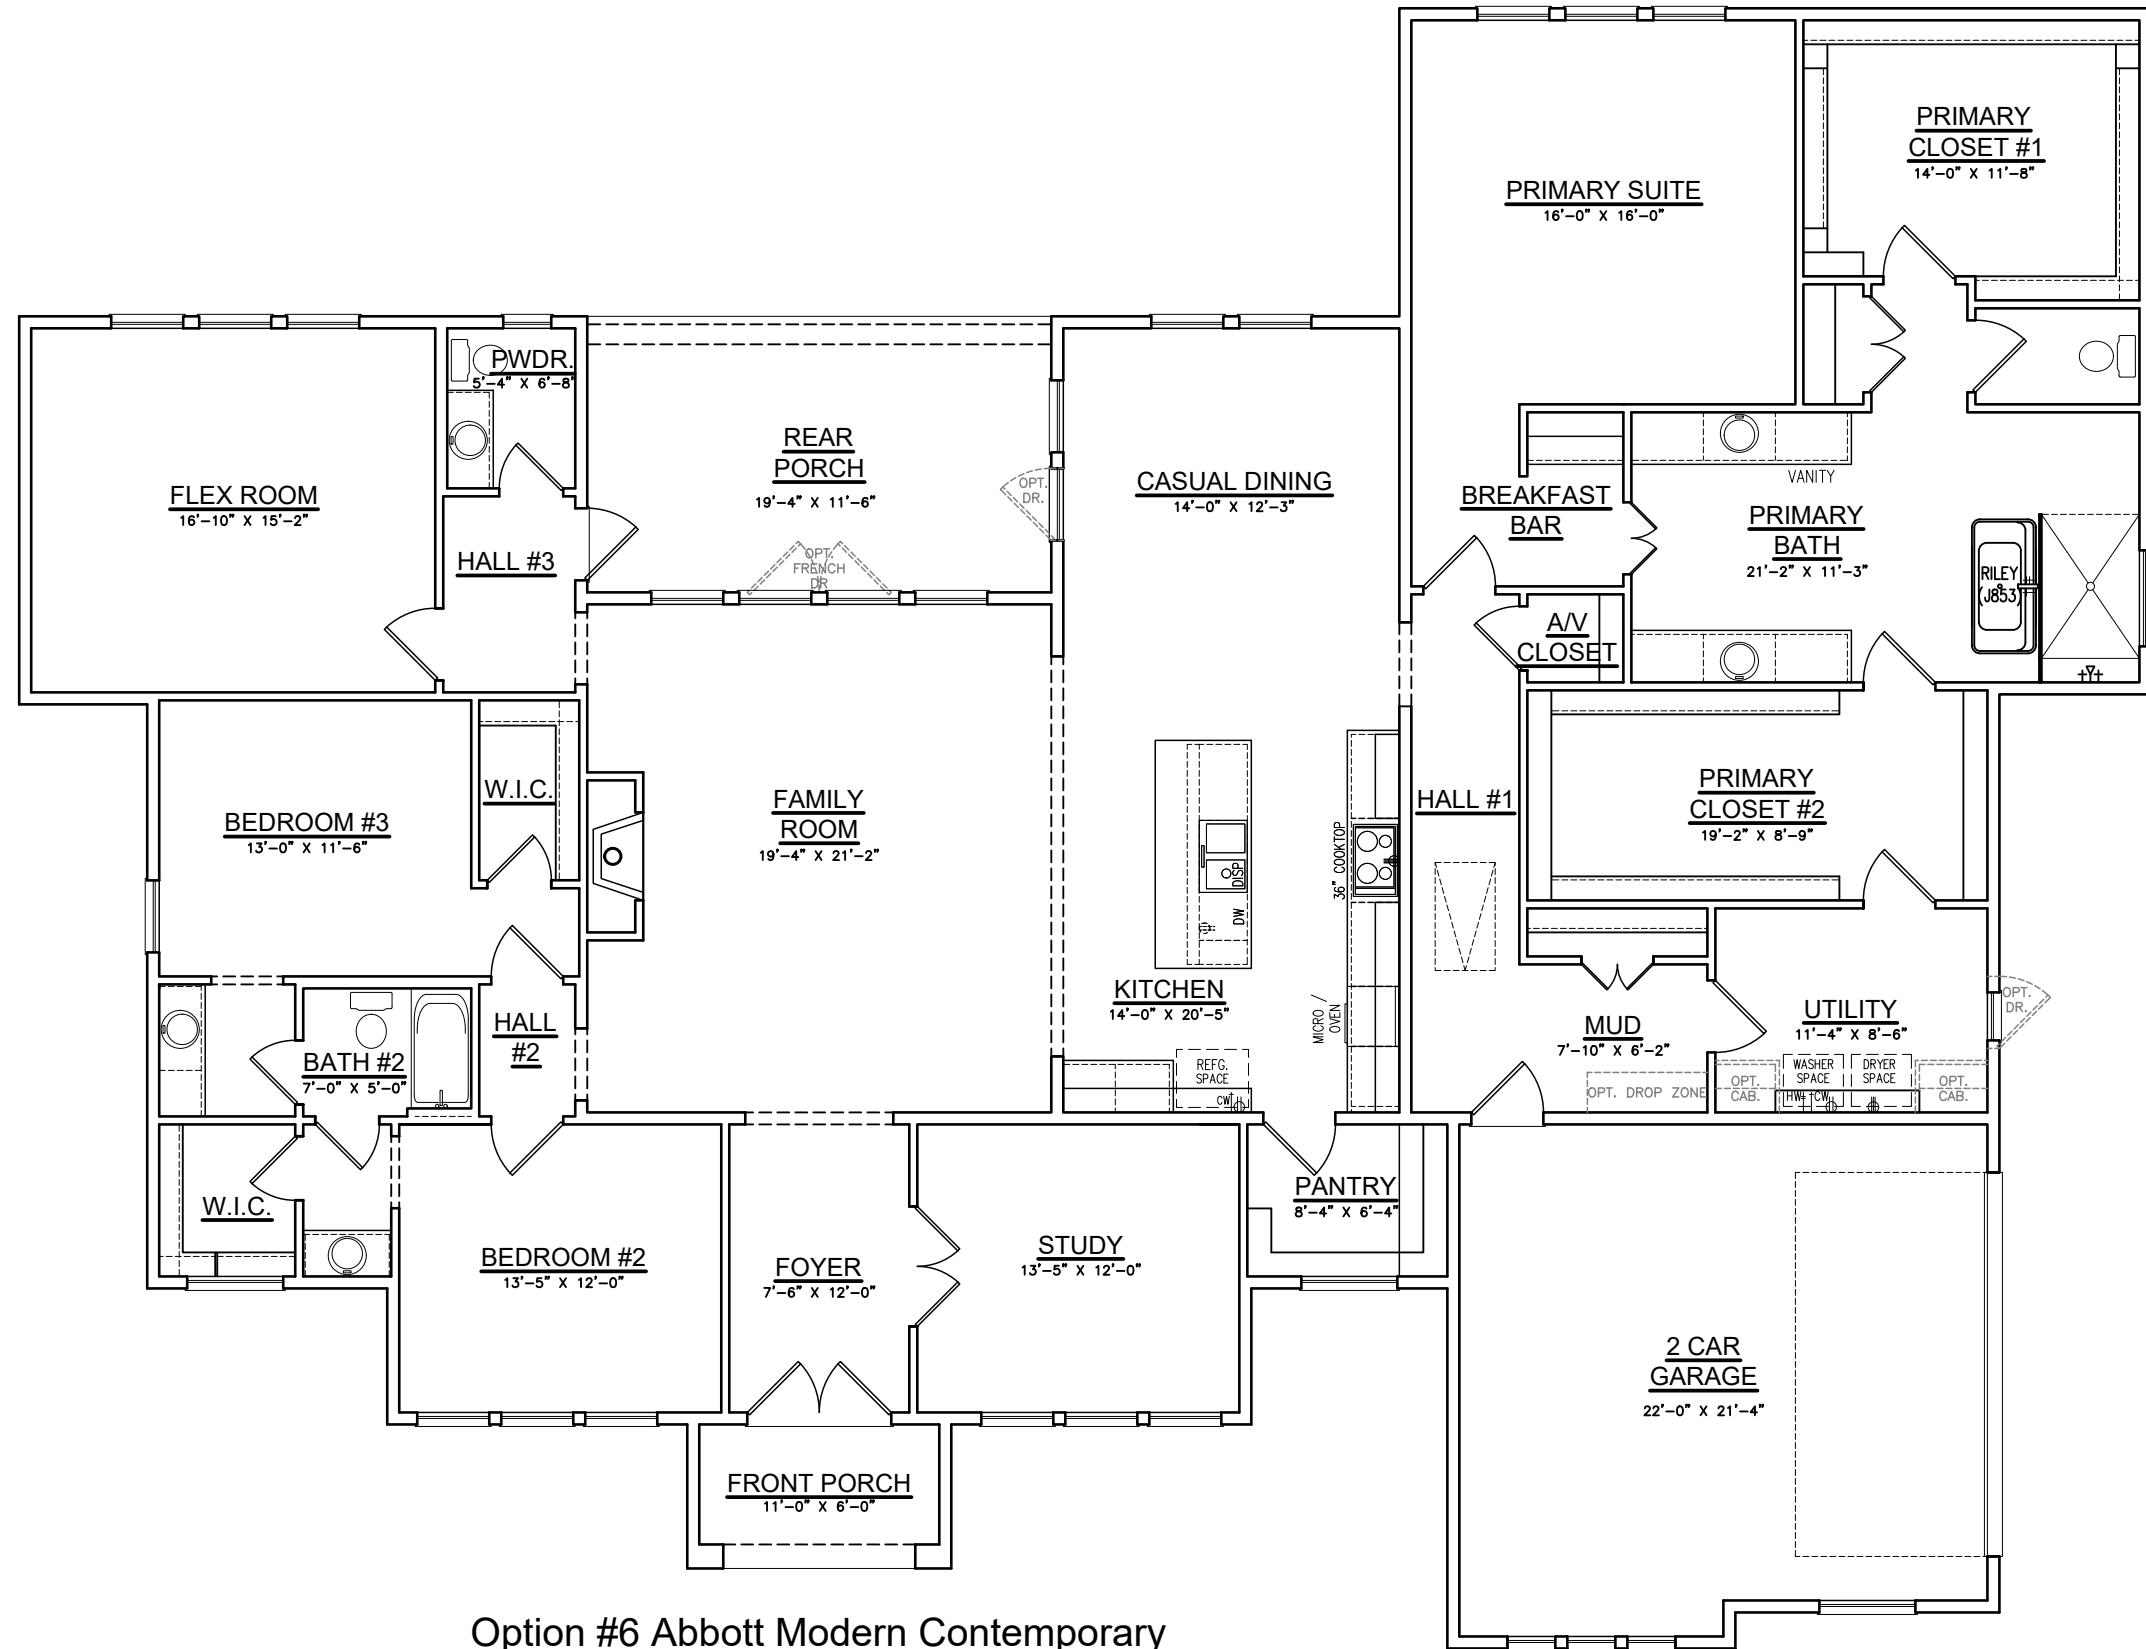 PRIMARY
CLOSET #1
14'-0" X 11'-8"
PRIMARY SUITE
16'-0" X 16'-0"
PWDR.
5'-4" X 6'-8"
REAR
PORCH
19'-4" X 11'-6"
OPT.
DR.
OPT.
FRENCH
DR
FLEX ROOM
16'-10" X 15'-2"
HALL #3
CASUAL DINING
14'-0" X 12'-3"
BREAKFAST
BAR
VANITY
PRIMARY
BATH
21'-2" X 11'-3"
RILEY
(J853)
A/V
CLOSET
W.I.C.
BEDROOM #3
13'-0" X 11'-6"
FAMILY
ROOM
19'-4" X 21'-2"
DISP
DW
36" COOKTOP
HALL #1
PRIMARY
CLOSET #2
19'-2" X 8'-9"
KITCHEN
14'-0" X 20'-5"
MICRO /
OVEN
REFG.
SPACE
CW
HALL
#2
BATH #2
7'-0" X 5'-0"
MUD
7'-10" X 6'-2"
OPT. DROP ZONE
UTILITY
11'-4" X 8'-6"
OPT.
DR.
OPT.
CAB.
WASHER
SPACE
DRYER
SPACE
HW
CW
OPT.
CAB.
W.I.C.
BEDROOM #2
13'-5" X 12'-0"
FOYER
7'-6" X 12'-0"
STUDY
13'-5" X 12'-0"
PANTRY
8'-4" X 6'-4"
2 CAR
GARAGE
22'-0" X 21'-4"
FRONT PORCH
11'-0" X 6'-0"
Option #6 Abbott Modern Contemporary